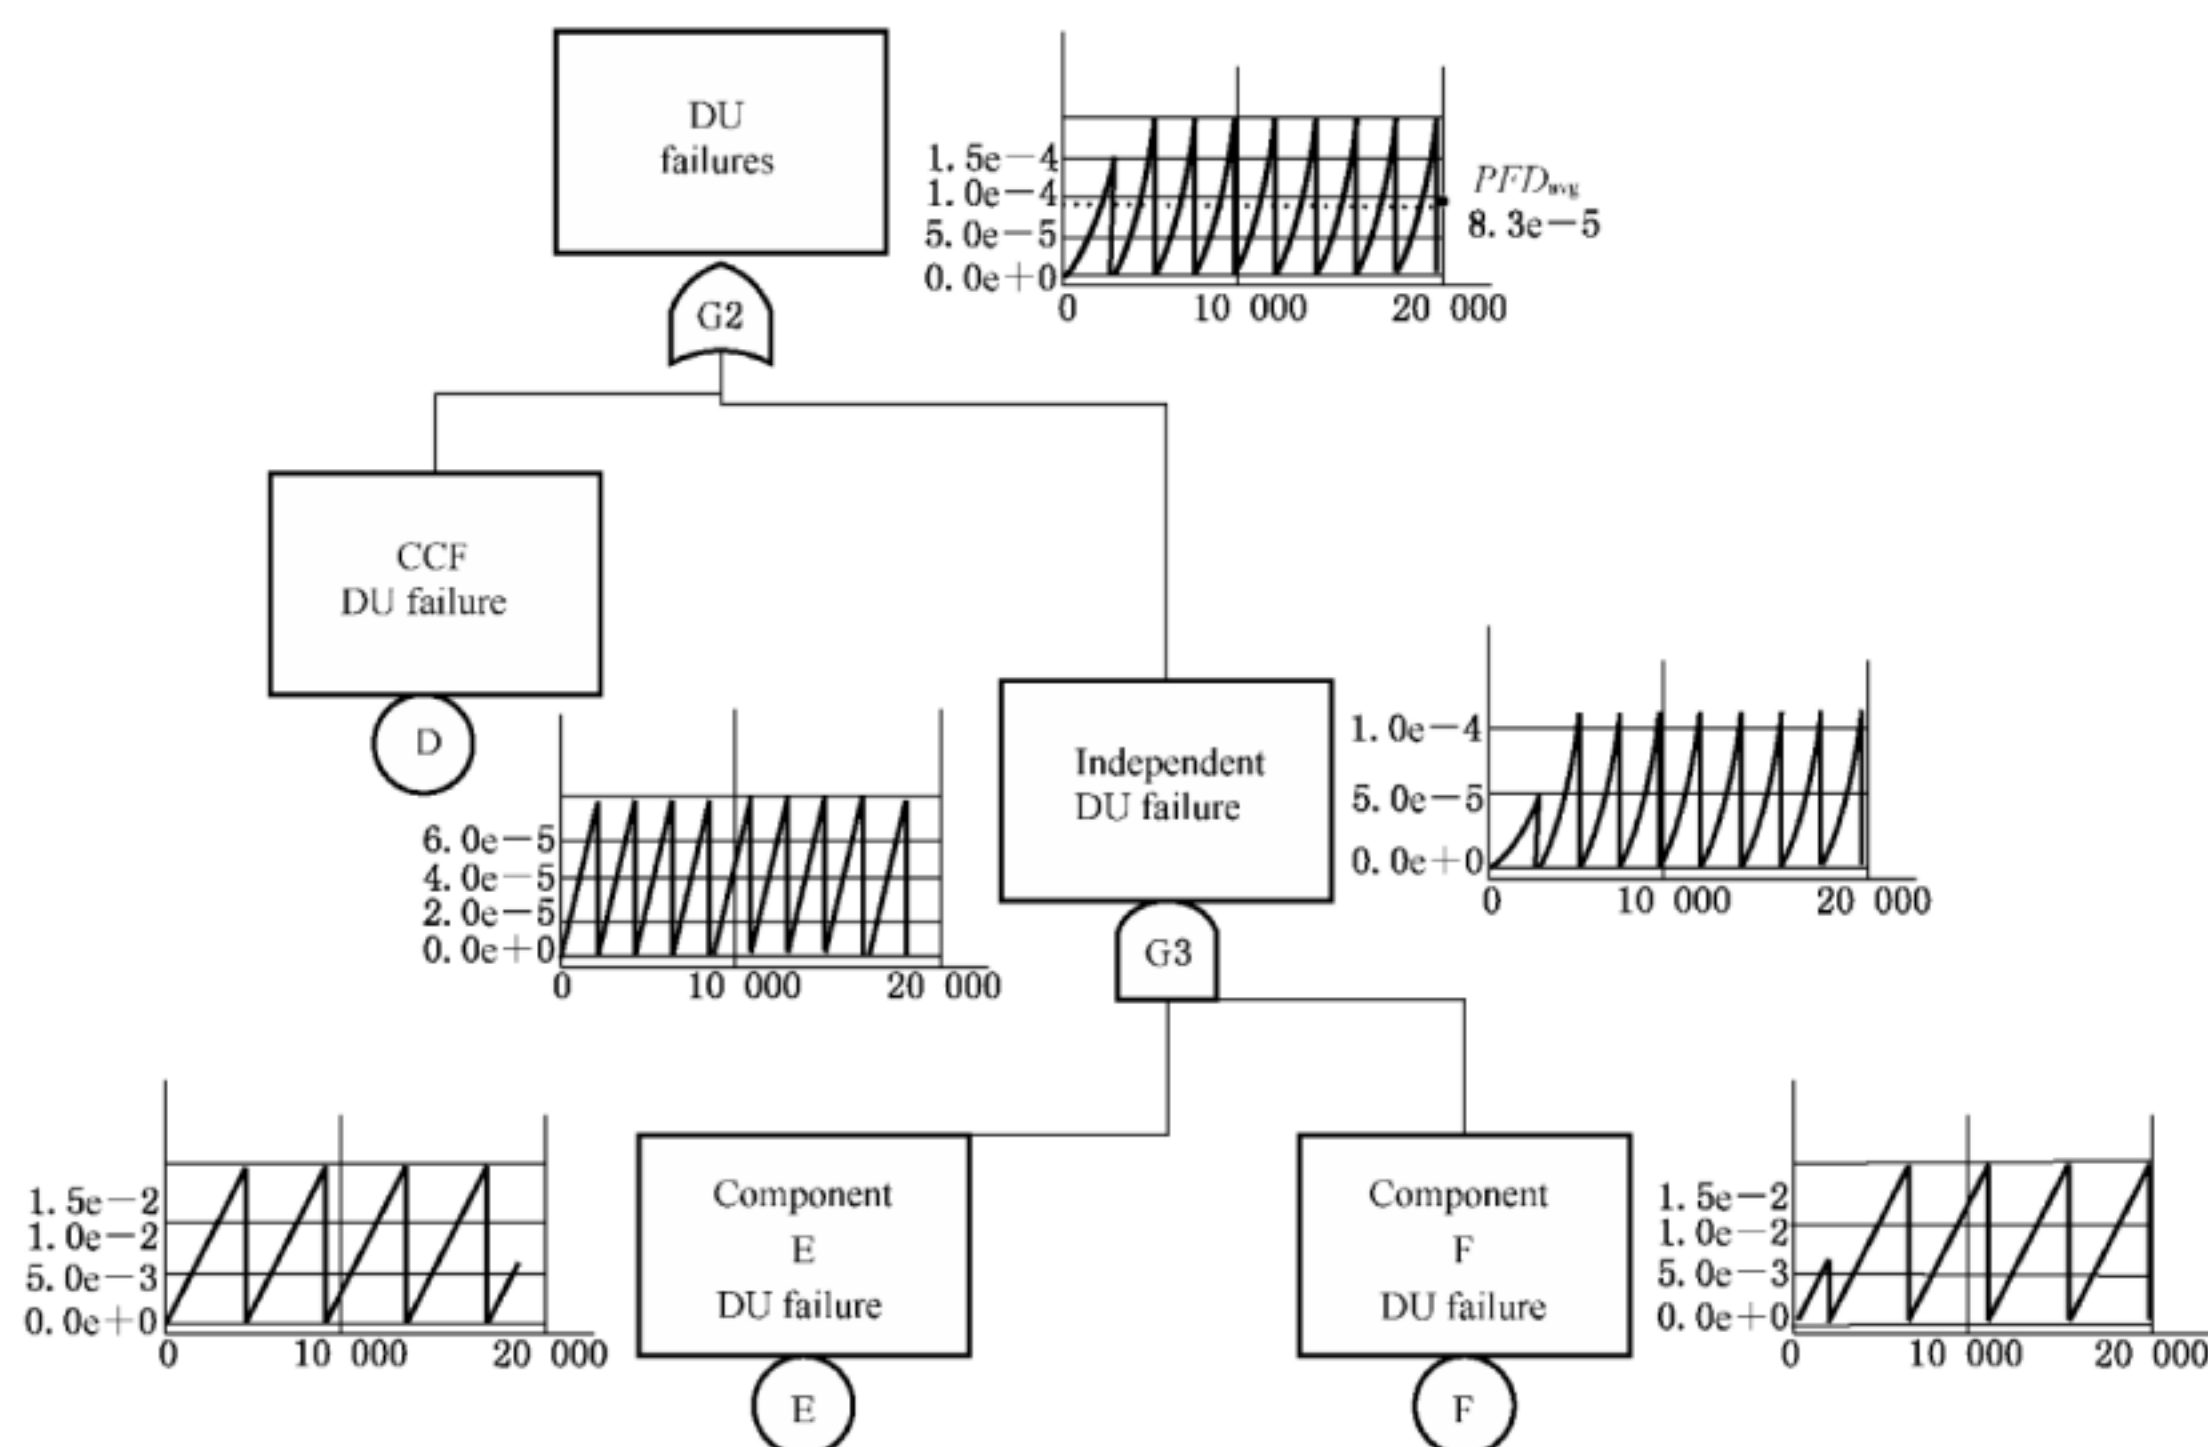 DU
failures
1. 5e−4
1. 0e−4
5. 0e−5
0. 0e+0
0
10 000
20 000
PFDavg
8. 3e−5
G2
CCF
DU failure
D
6. 0e−5
4. 0e−5
2. 0e−5
0. 0e+0
0
10 000
20 000
Independent
DU failure
1. 0e−4
5. 0e−5
0. 0e+0
0
10 000
20 000
G3
1. 5e−2
1. 0e−2
5. 0e−3
0. 0e+0
0
10 000
20 000
Component
E
DU failure
E
Component
F
DU failure
F
1. 5e−2
1. 0e−2
5. 0e−3
0. 0e+0
0
10 000
20 000